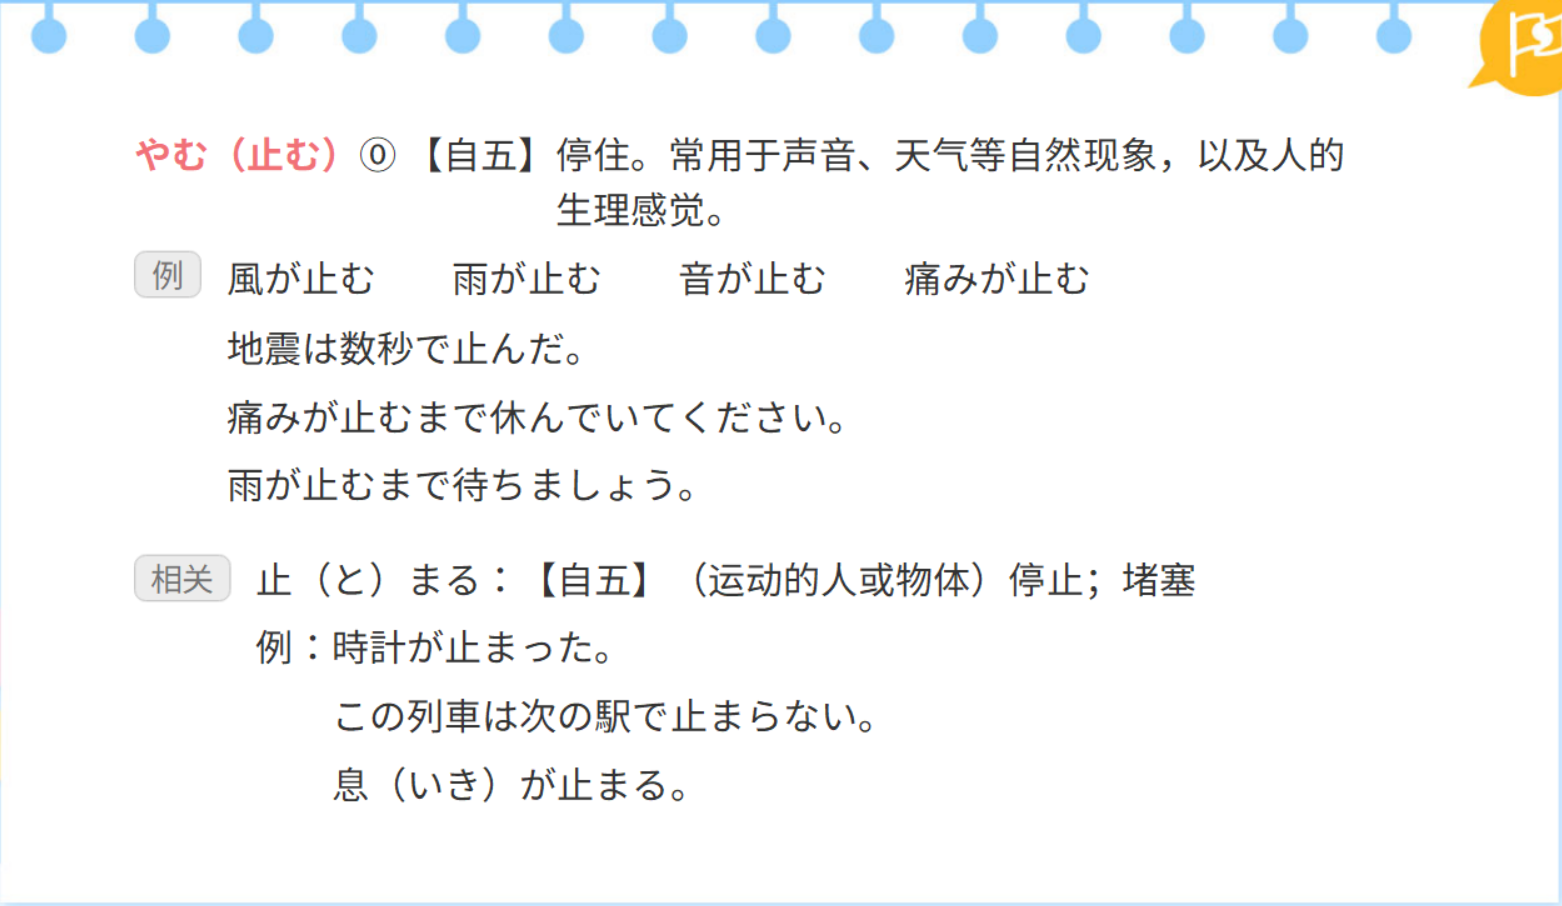 やむ（止む）⓪【自五】停住。常用于声音、天气等自然现象，以及人的
生理感觉。
例 風が止む 雨が止む 音が止む 痛みが止む
地震は数秒で止んだ。
痛みが止むまで休んでいてください。
雨が止むまで待ちましょう。
相关 止（と）まる：【自五】（运动的人或物体）停止；堵塞
例：時計が止まった。
この列車は次の駅で止まらない。
息（いき）が止まる。